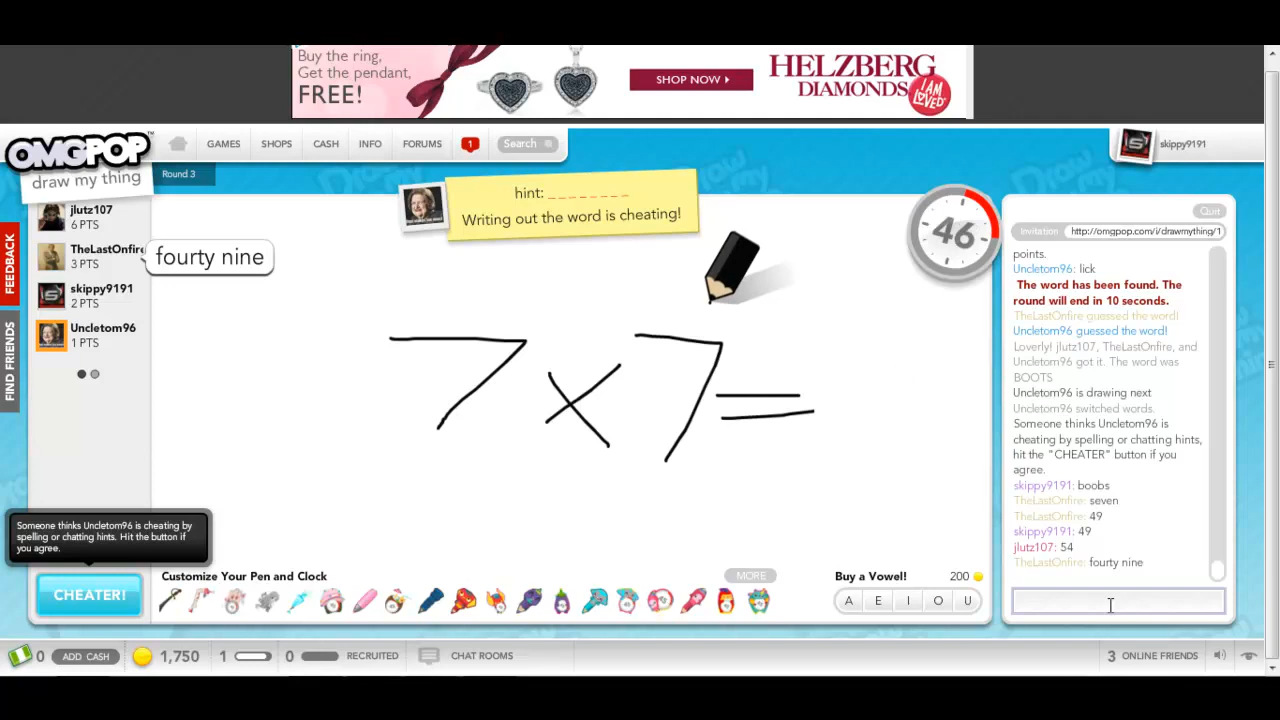 Buy the ring,
Get the pendant,
FREE!
SHOP NOW
HELZBERG
DIAMONDS
I AM
LOVED
OMGPOP
draw my thing
GAMES
SHOPS
CASH
INFO
FORUMS
1
Search
skippy9191
Round 3
hint: _ _ _ _ _ _ _ _
Writing out the word is cheating!
46
Quit
Invitation
http://omgpop.com/i/drawmything/1
FEEDBACK
FIND FRIENDS
jlutz107
6 PTS
TheLastOnfire
3 PTS
fourty nine
skippy9191
2 PTS
Uncletom96
1 PTS
7 x 7 =
points.
Uncletom96: lick
The word has been found. The
round will end in 10 seconds.
TheLastOnfire guessed the word!
Uncletom96 guessed the word!
Loverly! jlutz107, TheLastOnfire, and
Uncletom96 got it. The word was
BOOTS
Uncletom96 is drawing next
Uncletom96 switched words.
Someone thinks Uncletom96 is
cheating by spelling or chatting hints,
hit the "CHEATER" button if you
agree.
skippy9191: boobs
TheLastOnfire: seven
TheLastOnfire: 49
skippy9191: 49
jlutz107: 54
TheLastOnfire: fourty nine
Someone thinks Uncletom96 is cheating by
spelling or chatting hints. Hit the button if
you agree.
CHEATER!
Customize Your Pen and Clock
MORE
Buy a Vowel!
200
A E I O U
0
ADD CASH
1,750
1
0
RECRUITED
CHAT ROOMS
3 ONLINE FRIENDS